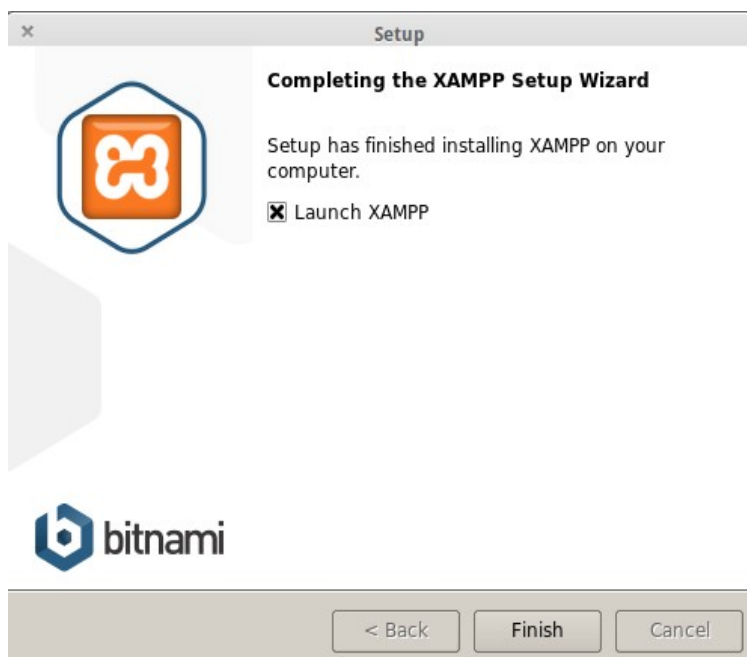 Setup
Completing the XAMPP Setup Wizard
Setup has finished installing XAMPP on your
computer.
Launch XAMPP
bitnami
< Back Finish Cancel